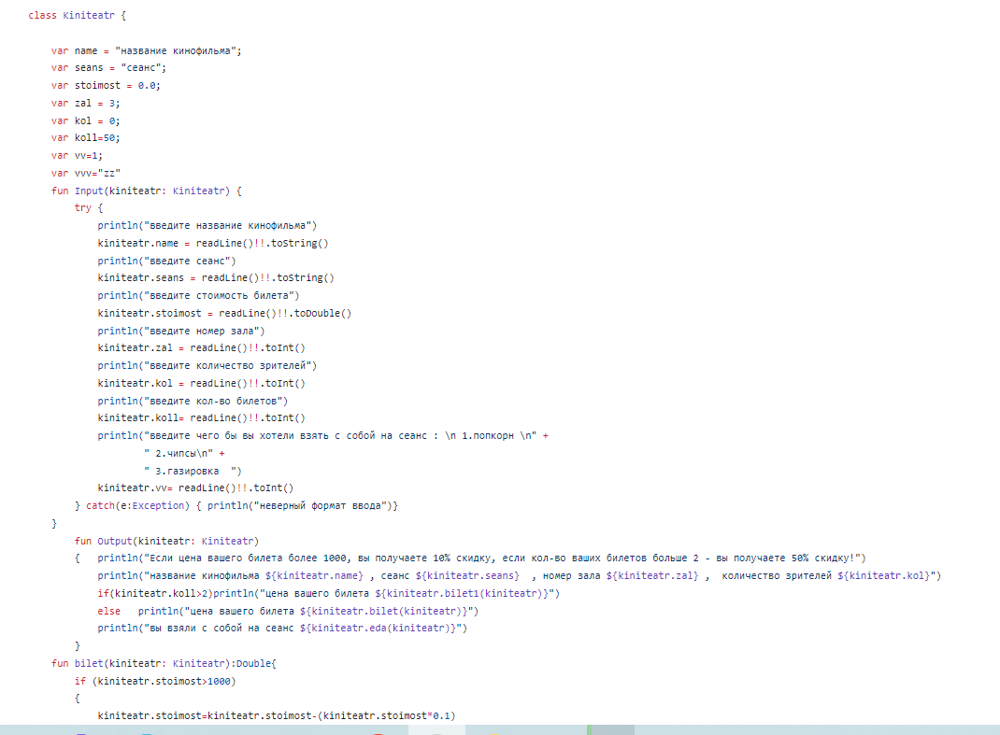 class Kiniteatr {
var name = "название кинофильма";
var seans = "сеанс";
var stoimost = 0.0;
var zal = 3;
var kol = 0;
var koll=50;
var vv=1;
var vvv="zz"
fun Input(kiniteatr: Kiniteatr) {
try {
println("введите название кинофильма")
kiniteatr.name = readLine()!!.toString()
println("введите сеанс")
kiniteatr.seans = readLine()!!.toString()
println("введите стоимость билета")
kiniteatr.stoimost = readLine()!!.toDouble()
println("введите номер зала")
kiniteatr.zal = readLine()!!.toInt()
println("введите количество зрителей")
kiniteatr.kol = readLine()!!.toInt()
println("введите кол-во билетов")
kiniteatr.koll= readLine()!!.toInt()
println("введите чего бы вы хотели взять с собой на сеанс : \n 1.попкорн \n" +
" 2.чипсы\n" +
" 3.газировка  ")
kiniteatr.vv= readLine()!!.toInt()
} catch(e:Exception) { println("неверный формат ввода")}
}
fun Output(kiniteatr: Kiniteatr)
{   println("Если цена вашего билета более 1000, вы получаете 10% скидку, если кол-во ваших билетов больше 2 - вы получаете 50% скидку!")
println("название кинофильма ${kiniteatr.name} , сеанс ${kiniteatr.seans}  , номер зала ${kiniteatr.zal} ,  количество зрителей ${kiniteatr.kol}")
if(kiniteatr.koll>2)println("цена вашего билета ${kiniteatr.bilet1(kiniteatr)}")
else   println("цена вашего билета ${kiniteatr.bilet(kiniteatr)}")
println("вы взяли с собой на сеанс ${kiniteatr.eda(kiniteatr)}")
}
fun bilet(kiniteatr: Kiniteatr):Double{
if (kiniteatr.stoimost>1000)
{
kiniteatr.stoimost=kiniteatr.stoimost-(kiniteatr.stoimost*0.1)